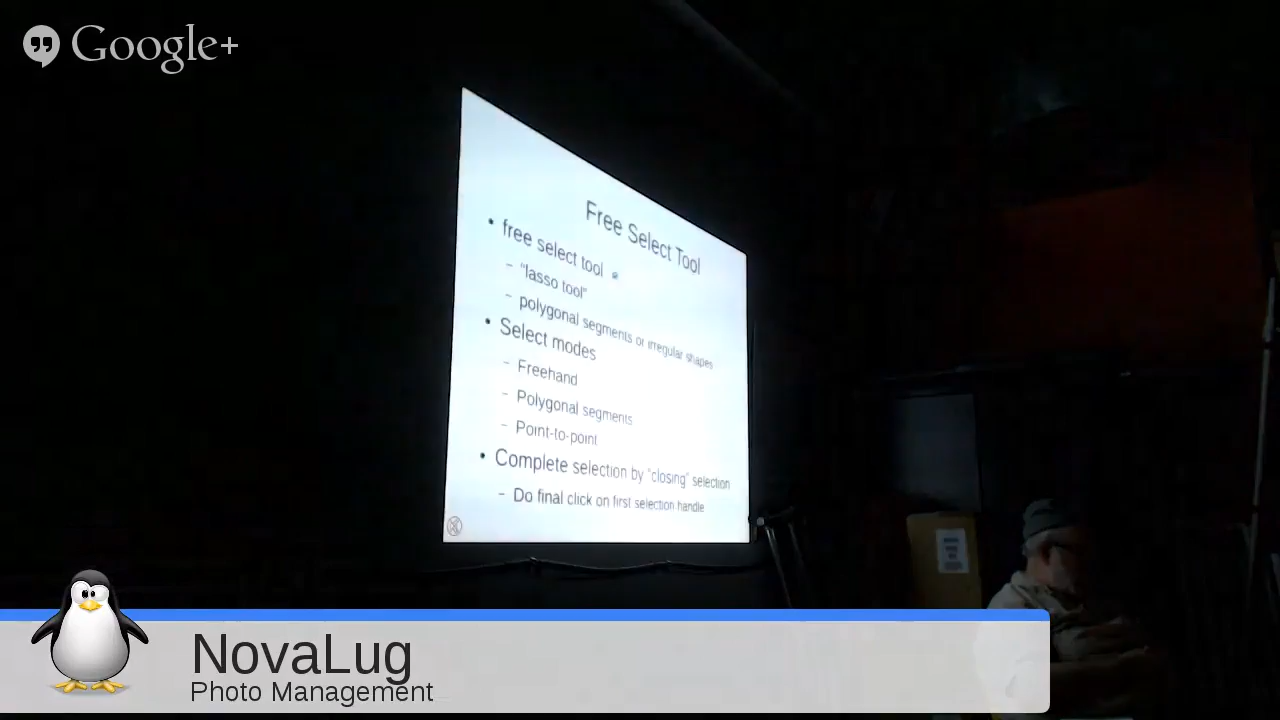 Google+
Free Select Tool
• free select tool
– "lasso tool"
– polygonal segments or irregular shapes
• Select modes
– Freehand
– Polygonal segments
– Point-to-point
• Complete selection by "closing" selection
– Do final click on first selection handle
NovaLug
Photo Management